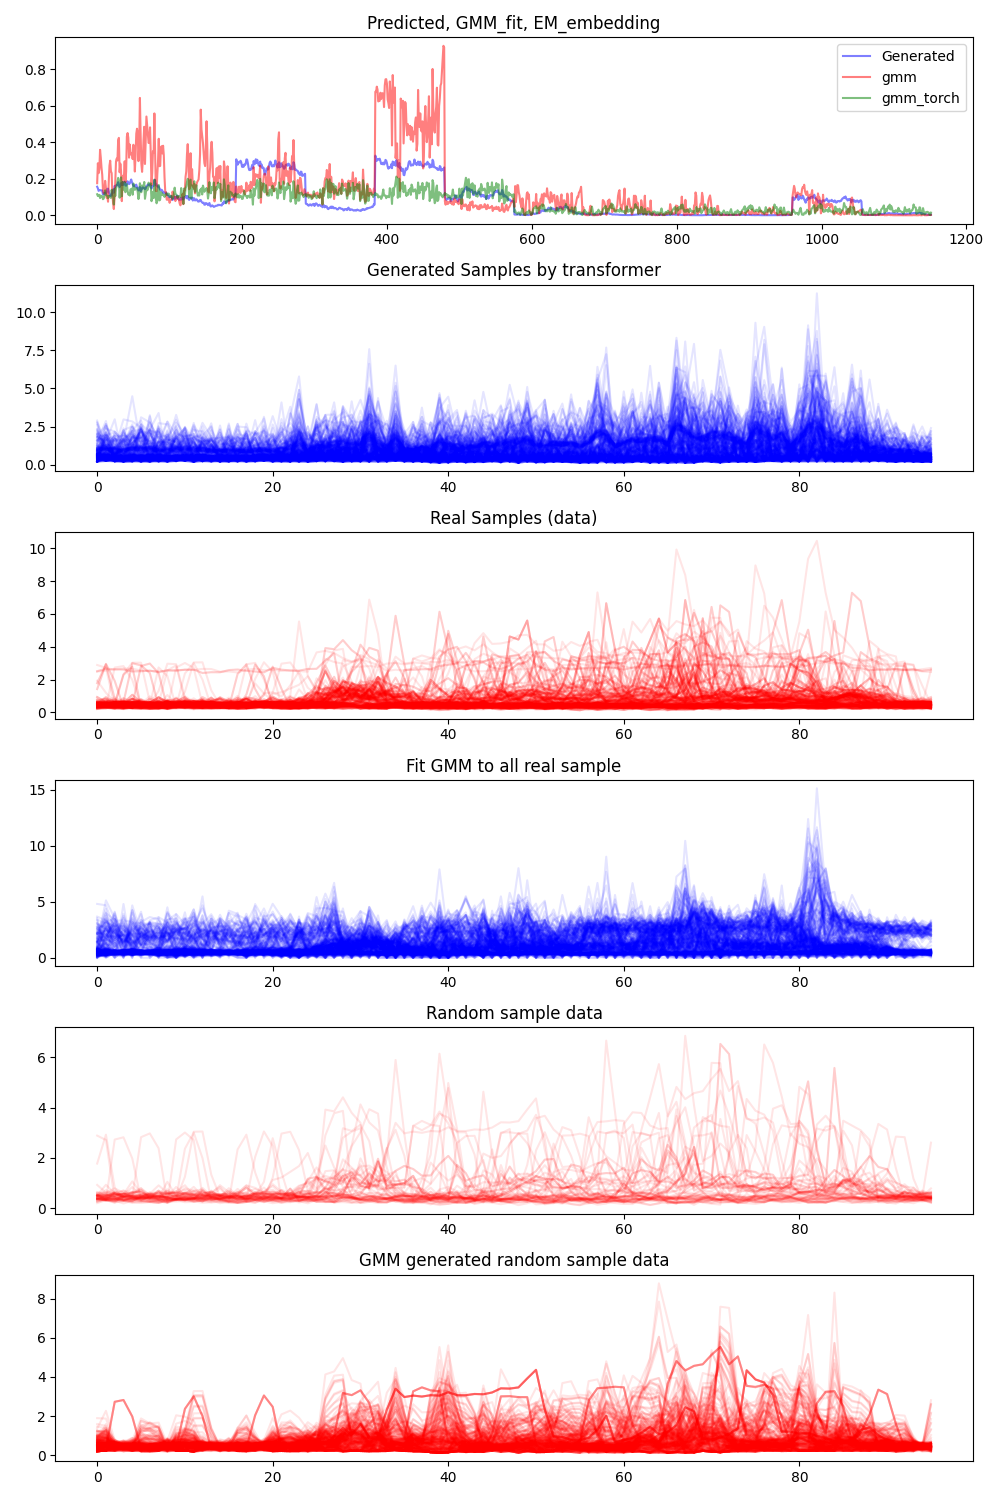 Predicted, GMM_fit, EM_embedding
0.8
0.6
0.4
0.2
0.0
Generated
gmm
gmm_torch
0 200 400 600 800 1000 1200
Generated Samples by transformer
10.0
7.5
5.0
2.5
0.0
0 20 40 60 80
Real Samples (data)
10
8
6
4
2
0
0 20 40 60 80
Fit GMM to all real sample
15
10
5
0
0 20 40 60 80
Random sample data
6
4
2
0
0 20 40 60 80
GMM generated random sample data
8
6
4
2
0
0 20 40 60 80